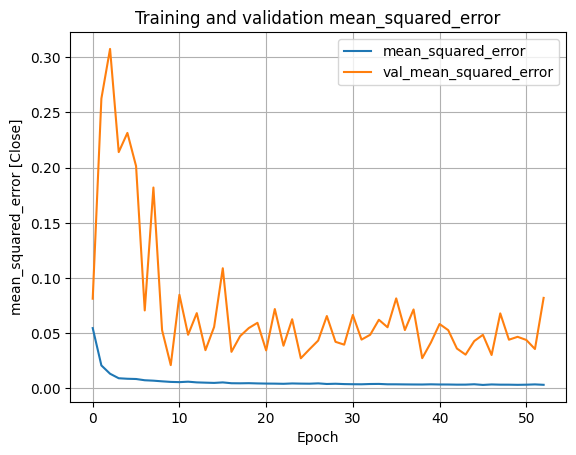 Training and validation mean_squared_error
mean_squared_error
val_mean_squared_error
mean_squared_error [Close]
0.30
0.25
0.20
0.15
0.10
0.05
0.00
0 10 20 30 40 50
Epoch